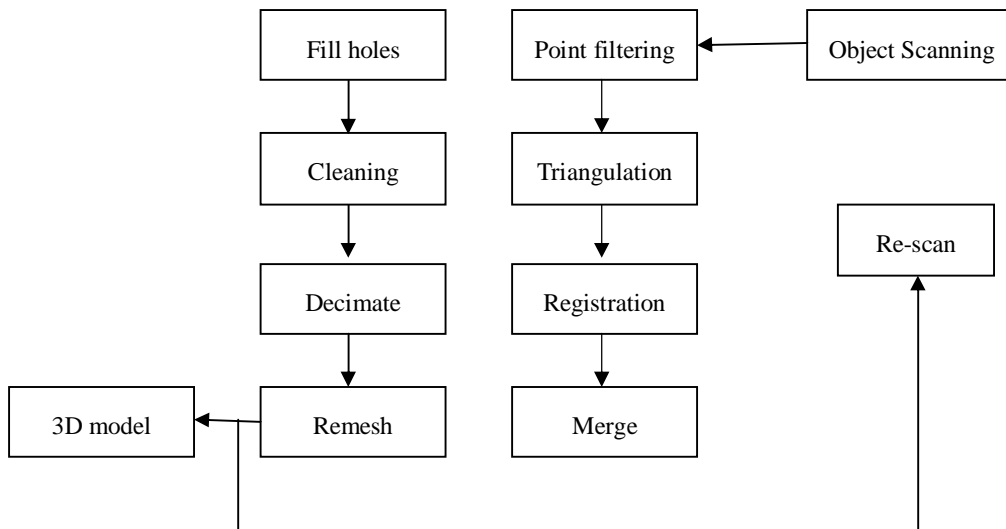 Fill holes
Point filtering
Object Scanning
Cleaning
Triangulation
Re-scan
Decimate
Registration
3D model
Remesh
Merge